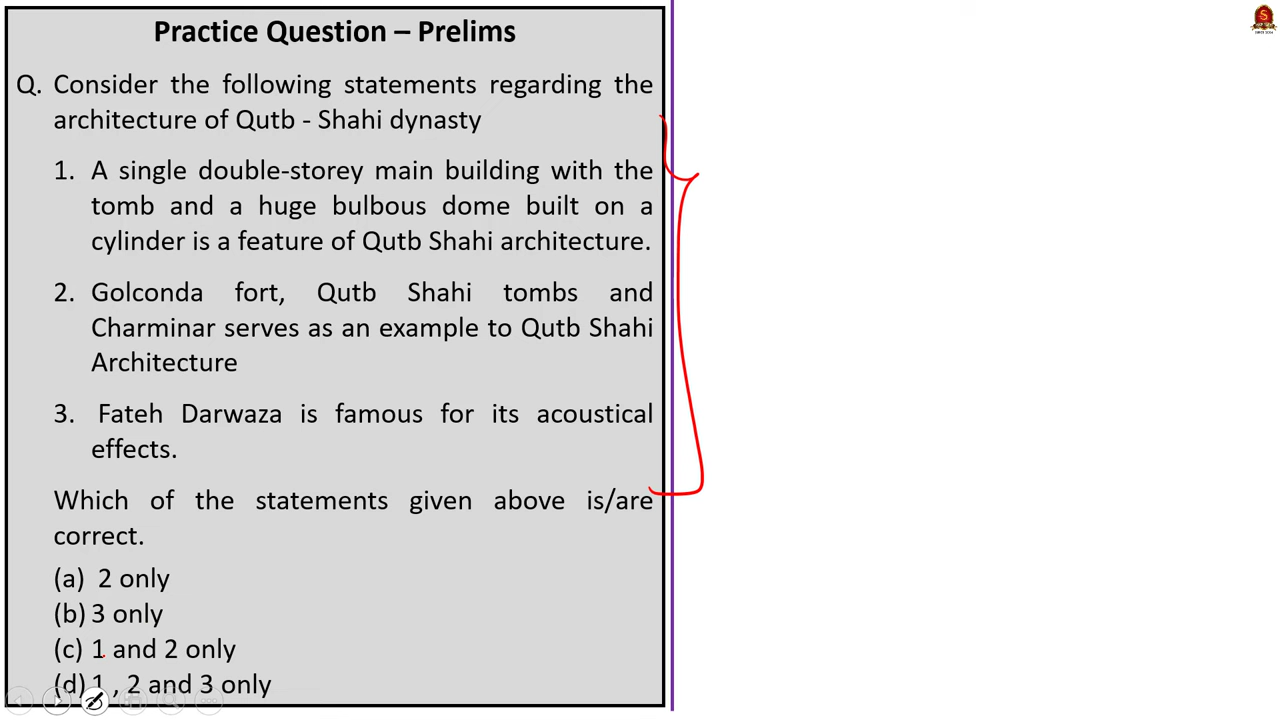 Practice Question – Prelims
Q. Consider the following statements regarding the
architecture of Qutb - Shahi dynasty
1. A single double-storey main building with the
tomb and a huge bulbous dome built on a
cylinder is a feature of Qutb Shahi architecture.
2. Golconda fort, Qutb Shahi tombs and
Charminar serves as an example to Qutb Shahi
Architecture
3. Fateh Darwaza is famous for its acoustical
effects.
Which of the statements given above is/are
correct.
(a) 2 only
(b) 3 only
(c) 1 and 2 only
(d) 1 , 2 and 3 only